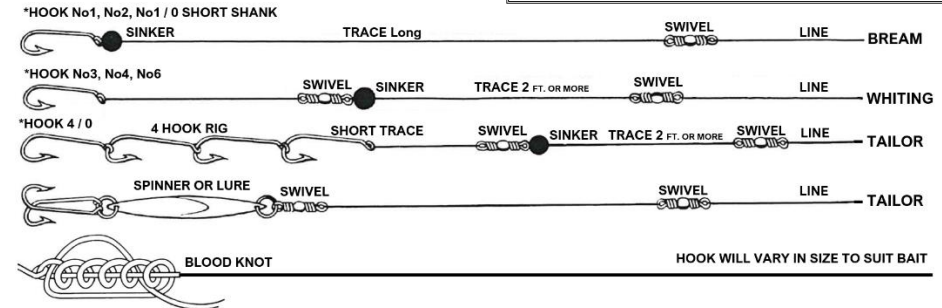 *HOOK No1, No2, No1 / 0 SHORT SHANK
SINKER TRACE Long SWIVEL LINE BREAM
*HOOK No3, No4, No6
SWIVEL SINKER TRACE 2 FT. OR MORE SWIVEL LINE WHITING
*HOOK 4 / 0 4 HOOK RIG SHORT TRACE SWIVEL SINKER TRACE 2 FT. OR MORE SWIVEL LINE TAILOR
SPINNER OR LURE SWIVEL SWIVEL LINE TAILOR
BLOOD KNOT HOOK WILL VARY IN SIZE TO SUIT BAIT